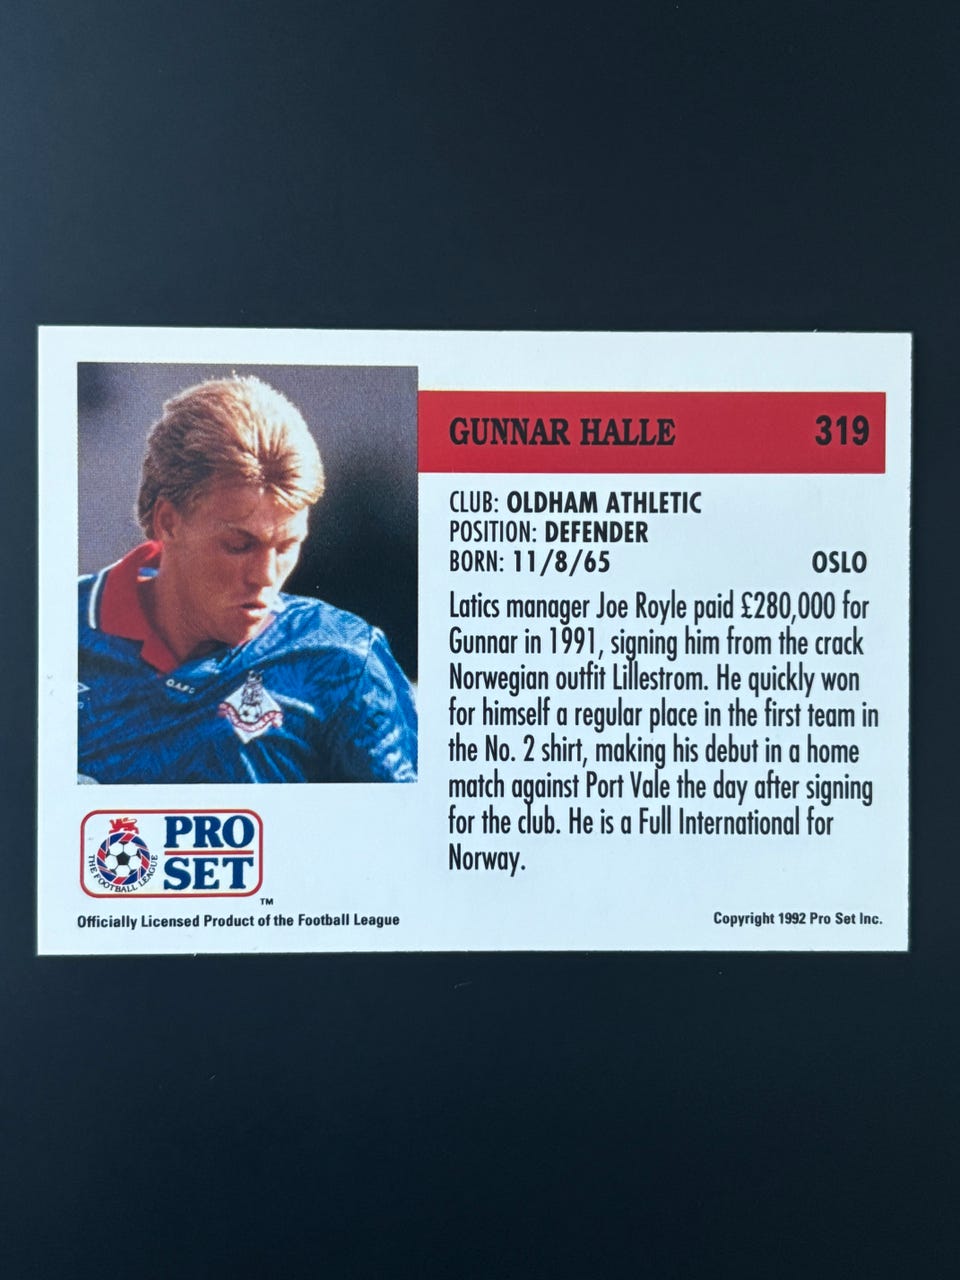 GUNNAR HALLE 319
CLUB: OLDHAM ATHLETIC
POSITION: DEFENDER
BORN: 11/8/65 OSLO
Latics manager Joe Royle paid £280,000 for
Gunnar in 1991, signing him from the crack
Norwegian outfit Lillestrom. He quickly won
for himself a regular place in the first team in
the No. 2 shirt, making his debut in a home
match against Port Vale the day after signing
for the club. He is a Full International for
Norway.
O.A.F.C
THE FOOTBALL LEAGUE
PRO
SET
TM
Officially Licensed Product of the Football League
Copyright 1992 Pro Set Inc.